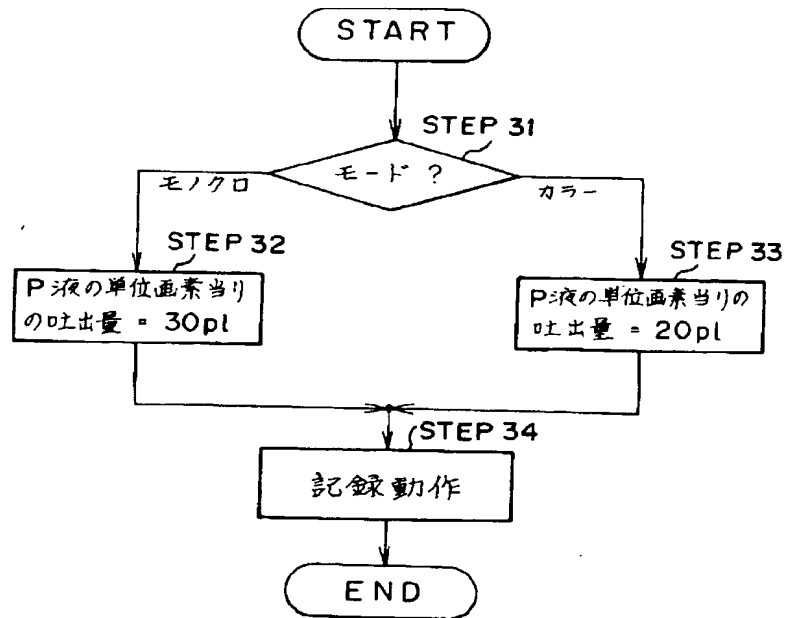 START
STEP 31
モード?
モノクロ
カラー
STEP 32
P液の単位画素当り
の吐出量 = 30pl
STEP 33
P液の単位画素当りの
吐出量 = 20pl
STEP 34
記録動作
END